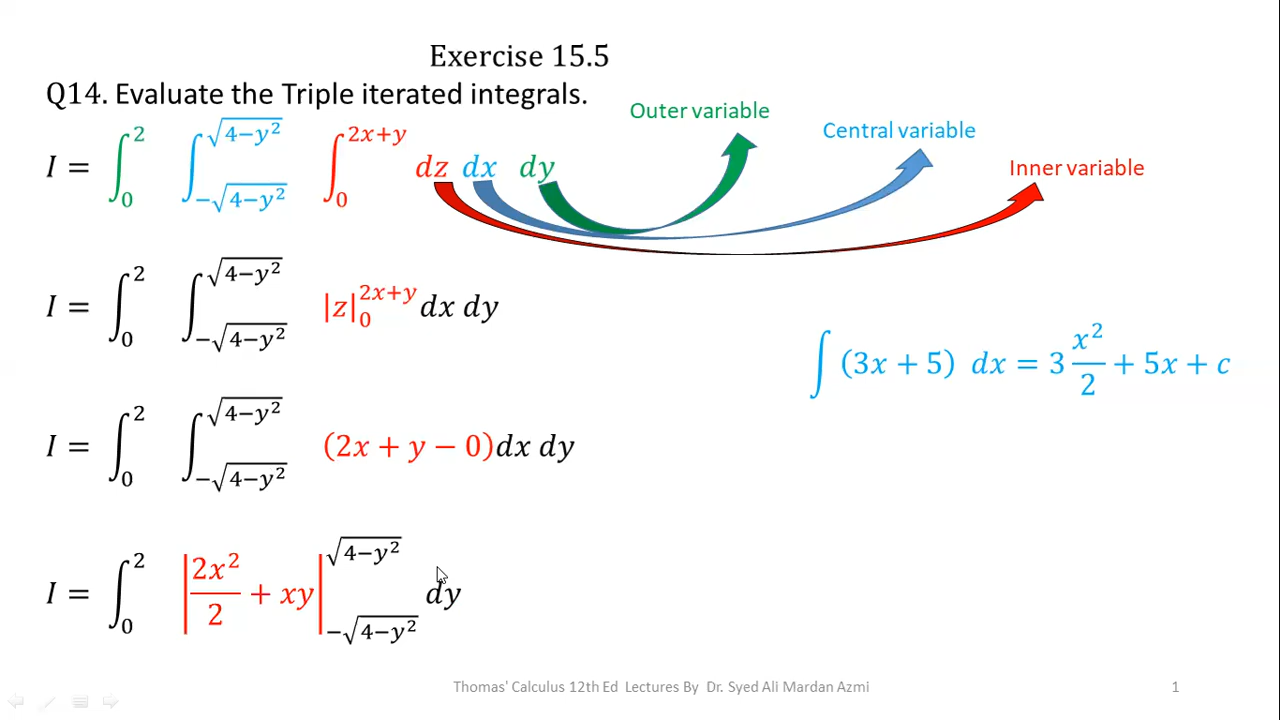 Exercise 15.5
Q14. Evaluate the Triple iterated integrals.
Outer variable
Central variable
Inner variable
I = ∫_0^2 ∫_{−√(4−y²)}^{√(4−y²)} ∫_0^{2x+y} dz dx dy
I = ∫_0^2 ∫_{−√(4−y²)}^{√(4−y²)} |z|_0^{2x+y} dx dy
∫ (3x + 5) dx = 3 x²/2 + 5x + c
I = ∫_0^2 ∫_{−√(4−y²)}^{√(4−y²)} (2x + y − 0)dx dy
I = ∫_0^2 |2x²/2 + xy|_{−√(4−y²)}^{√(4−y²)} dy
Thomas' Calculus 12th Ed Lectures By Dr. Syed Ali Mardan Azmi
1